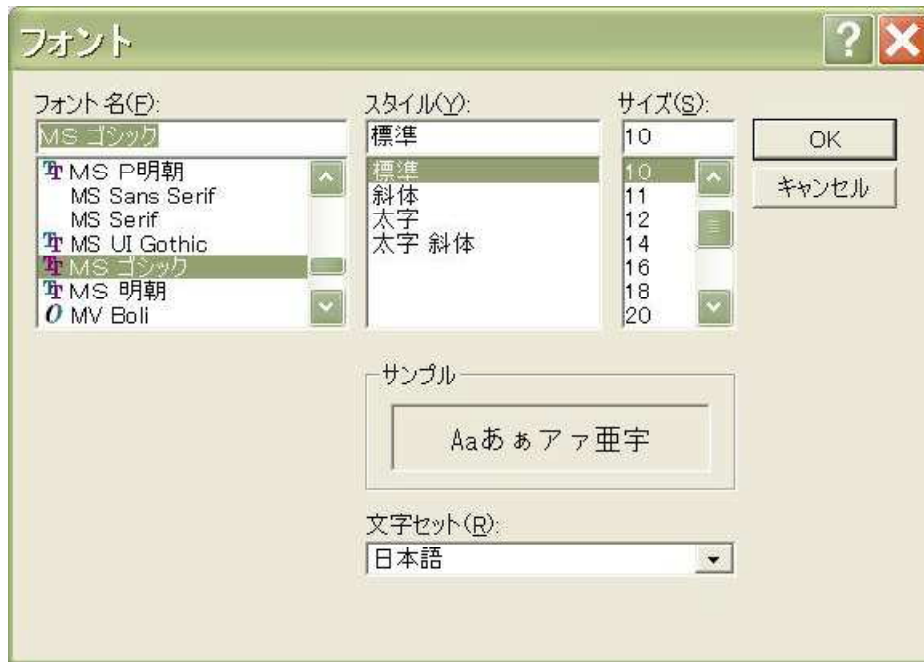 フォント
フォント名(F):
MS ゴシック
MS P明朝
MS Sans Serif
MS Serif
MS UI Gothic
MS ゴシック
MS 明朝
MV Boli
スタイル(Y):
標準
標準
斜体
太字
太字 斜体
サイズ(S):
10
10
11
12
14
16
18
20
OK
キャンセル
サンプル
Aaあぁアァ亜宇
文字セット(R):
日本語